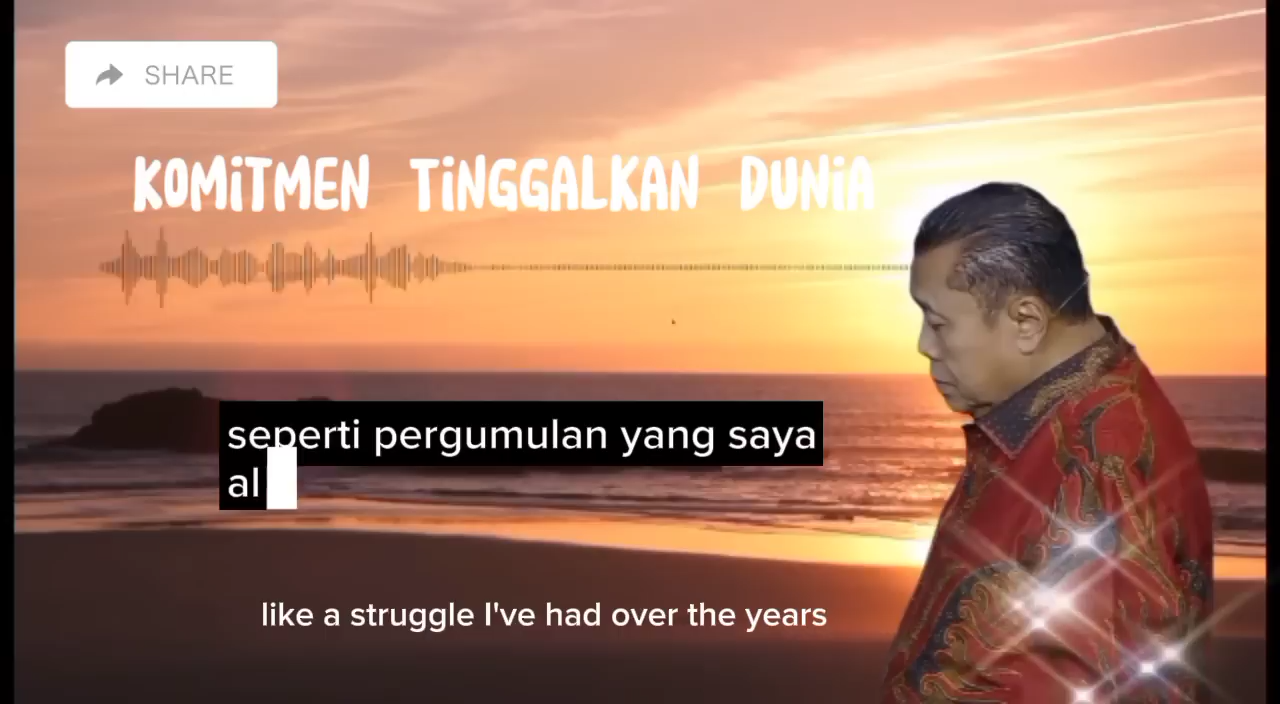 SHARE
KOMiTMEN TiNGGALKAN DUNiA
seperti pergumulan yang saya
al
like a struggle I've had over the years